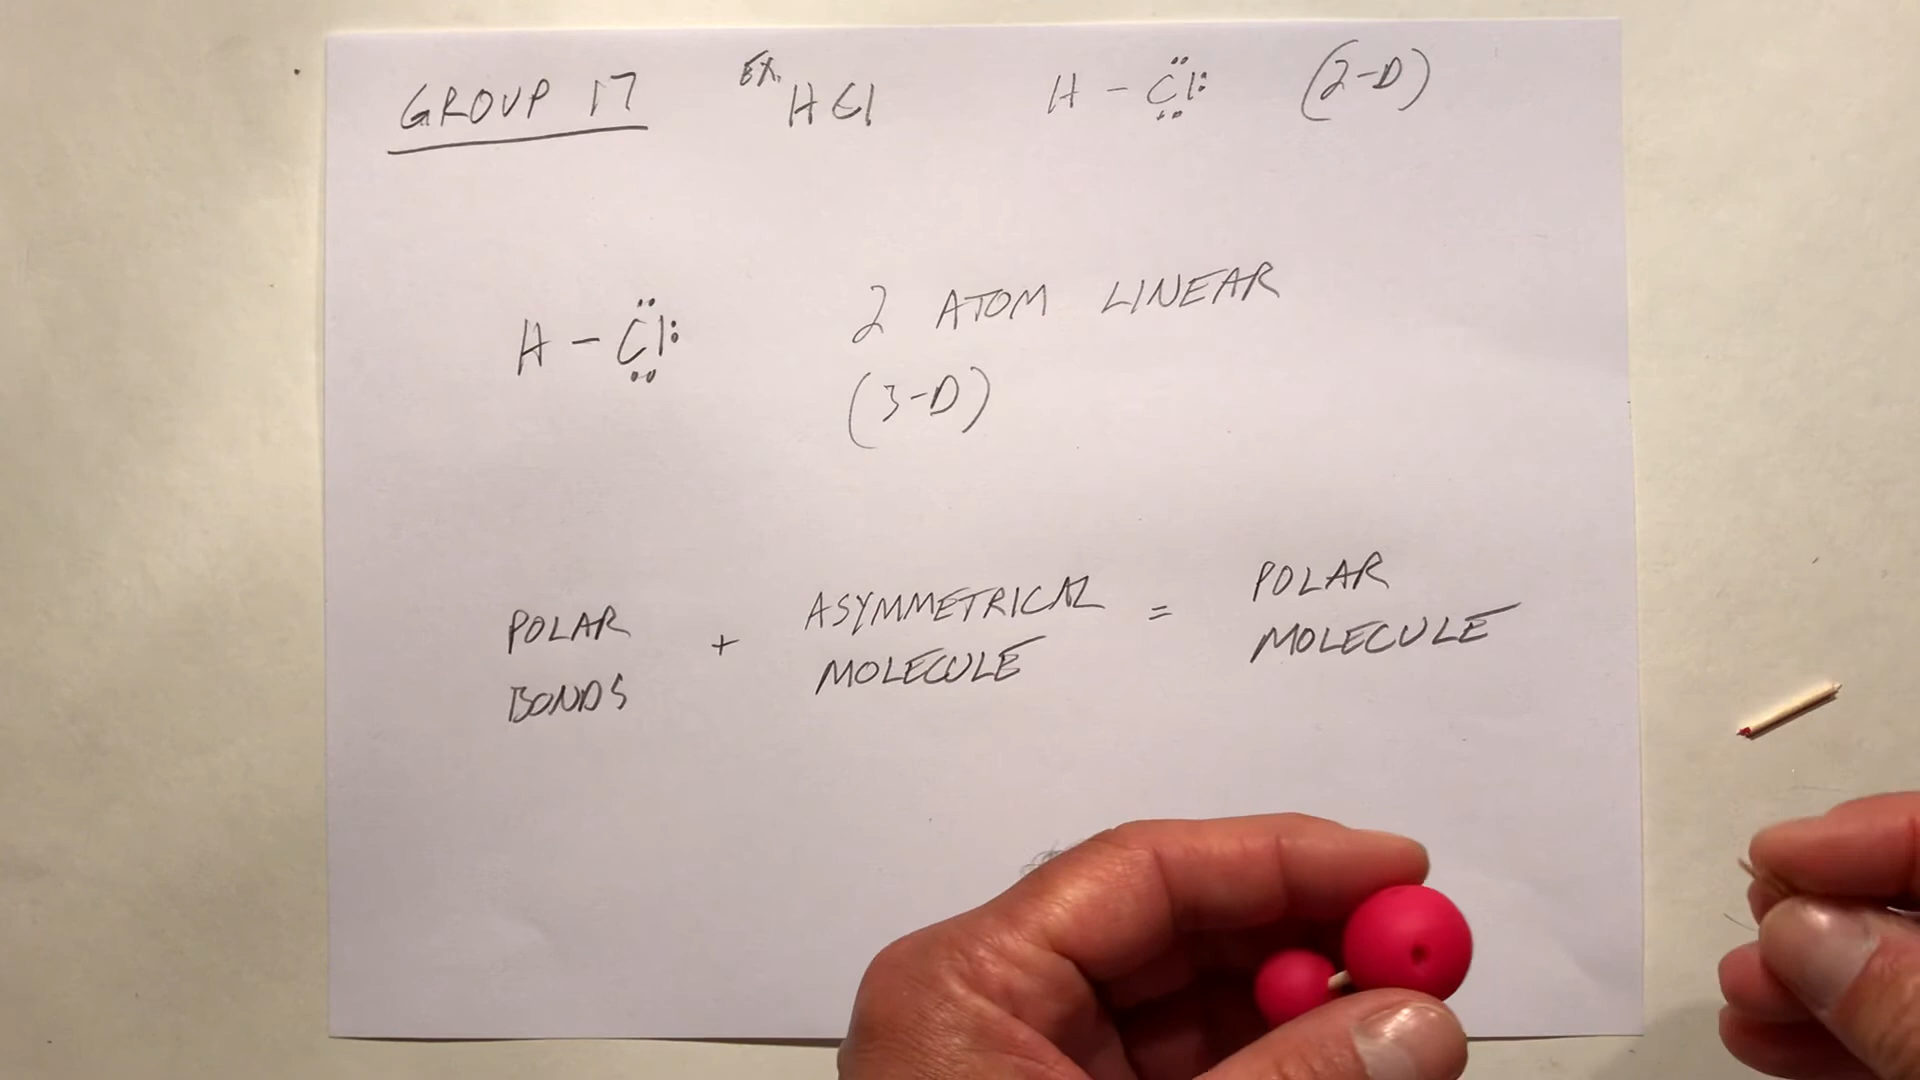 GROUP 17
EX. HCl
H - Cl (2-D)
H - Cl
2 ATOM LINEAR
(3-D)
POLAR
BONDS
+
ASYMMETRICAL
MOLECULE
=
POLAR
MOLECULE